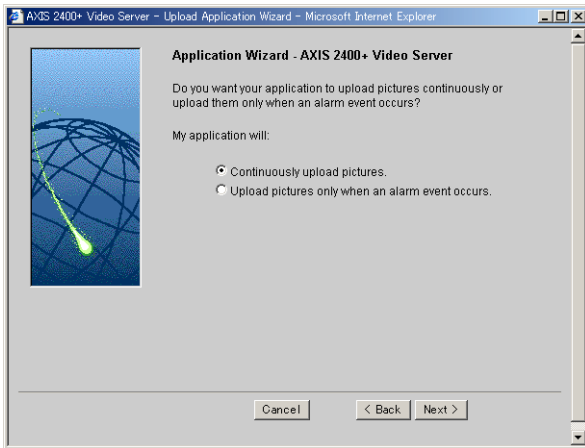 AXIS 2400+ Video Server - Upload Application Wizard - Microsoft Internet Explorer
Application Wizard - AXIS 2400+ Video Server
Do you want your application to upload pictures continuously or
upload them only when an alarm event occurs?
My application will:
Continuously upload pictures.
Upload pictures only when an alarm event occurs.
Cancel
< Back
Next >